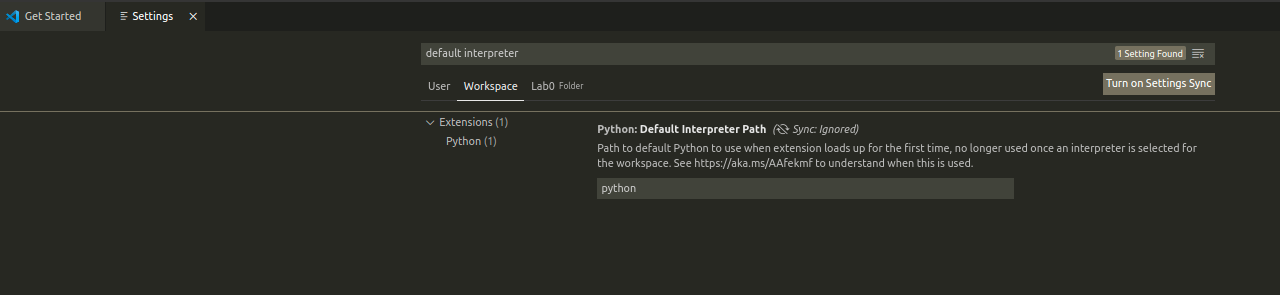 Get Started
Settings
default interpreter
1 Setting Found
User
Workspace
Lab0 Folder
Turn on Settings Sync
Extensions (1)
Python (1)
Python: Default Interpreter Path (Sync: Ignored)
Path to default Python to use when extension loads up for the first time, no longer used once an interpreter is selected for
the workspace. See https://aka.ms/AAfekmf to understand when this is used.
python